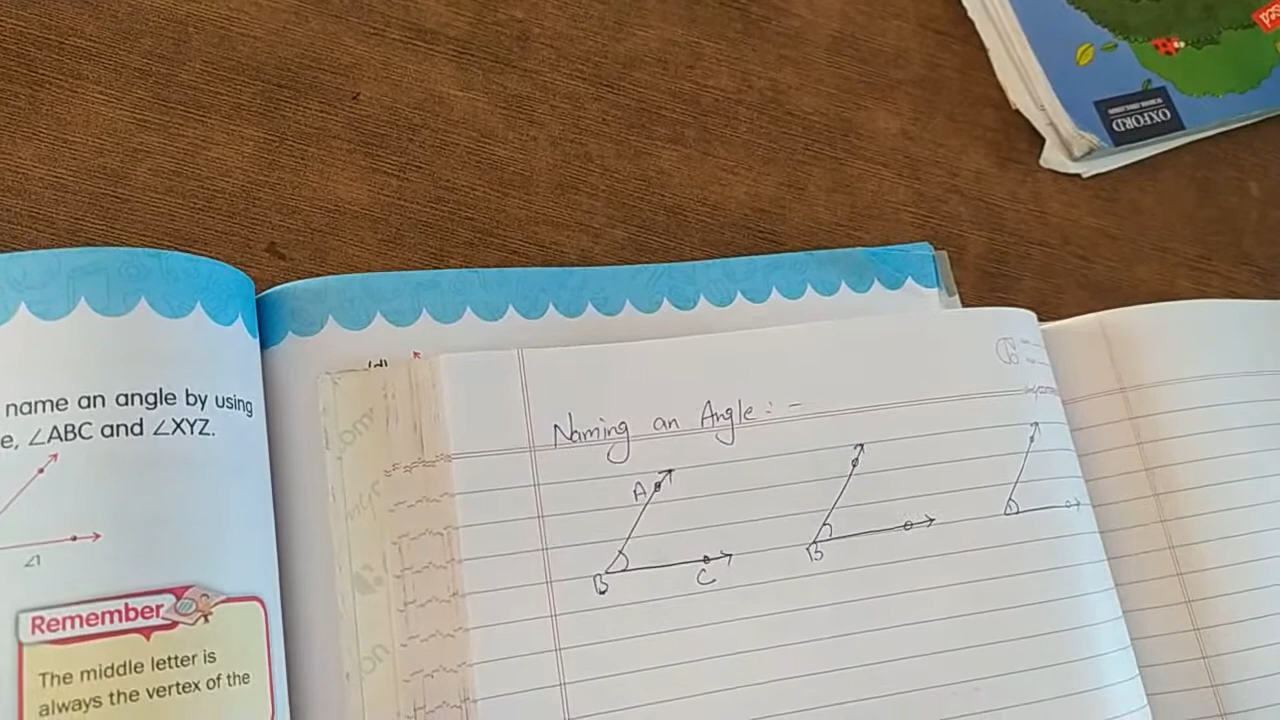 OXFORD
name an angle by using
e, ∠ABC and ∠XYZ.
∠1
Remember
The middle letter is
always the vertex of the
Naming an Angle : -
A
B
C
B